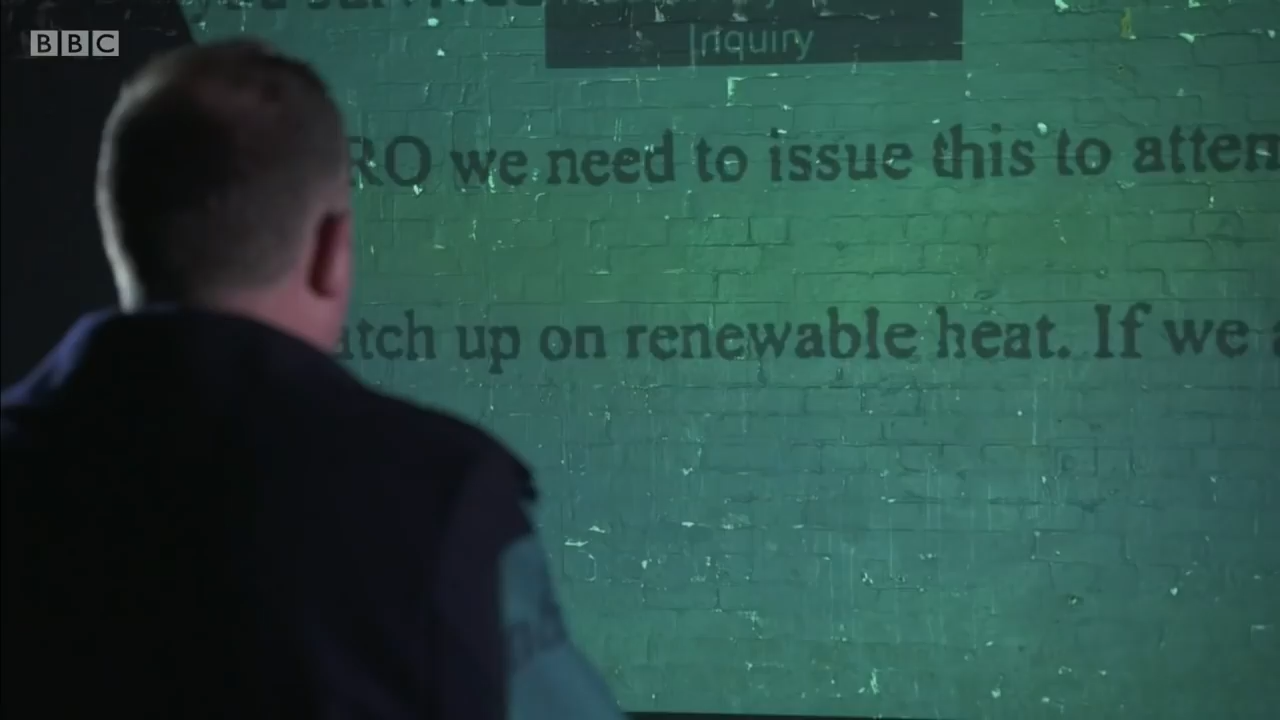 BBC
Inquiry
RO we need to issue this to atten
atch up on renewable heat. If we a